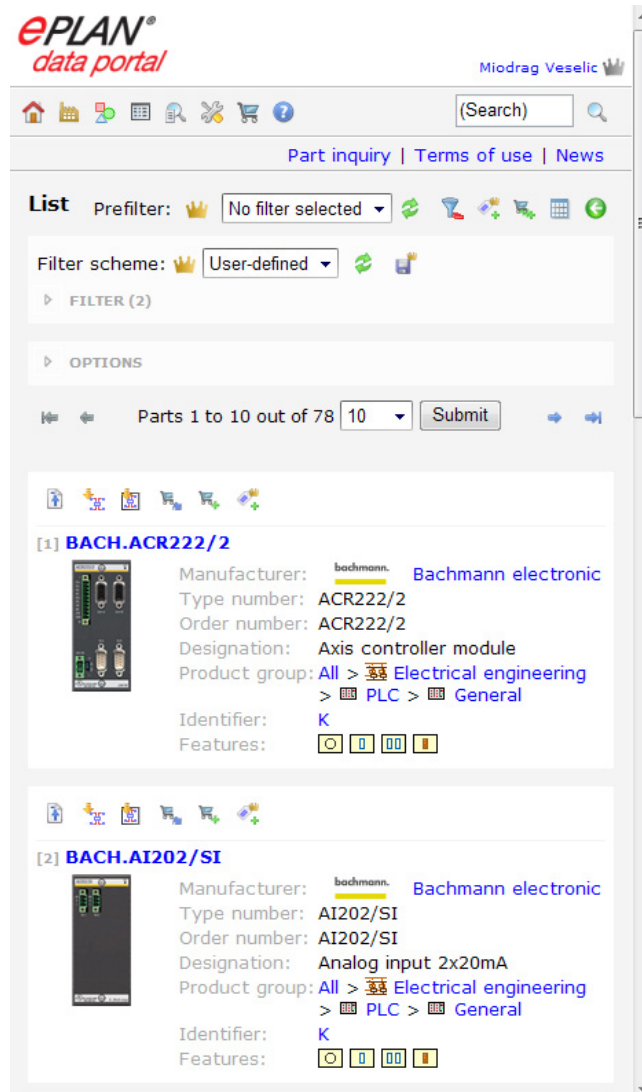 ePLAN®
data portal
Miodrag Veselic
(Search)
Part inquiry | Terms of use | News
List Prefilter: No filter selected
Filter scheme: User-defined
FILTER (2)
OPTIONS
Parts 1 to 10 out of 78 10 Submit
[1] BACH.ACR222/2
Manufacturer: bachmann. Bachmann electronic
Type number: ACR222/2
Order number: ACR222/2
Designation: Axis controller module
Product group: All > Electrical engineering
> PLC > General
Identifier: K
Features:
[2] BACH.AI202/SI
Manufacturer: bachmann. Bachmann electronic
Type number: AI202/SI
Order number: AI202/SI
Designation: Analog input 2x20mA
Product group: All > Electrical engineering
> PLC > General
Identifier: K
Features: